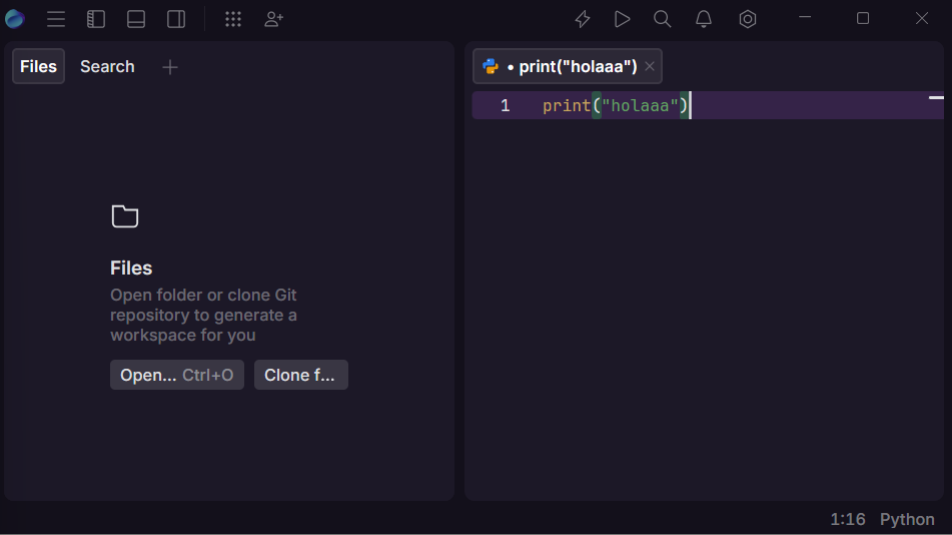 Files Search
• print("holaaa")
1 print("holaaa")
Files
Open folder or clone Git
repository to generate a
workspace for you
Open... Ctrl+O Clone f...
1:16 Python